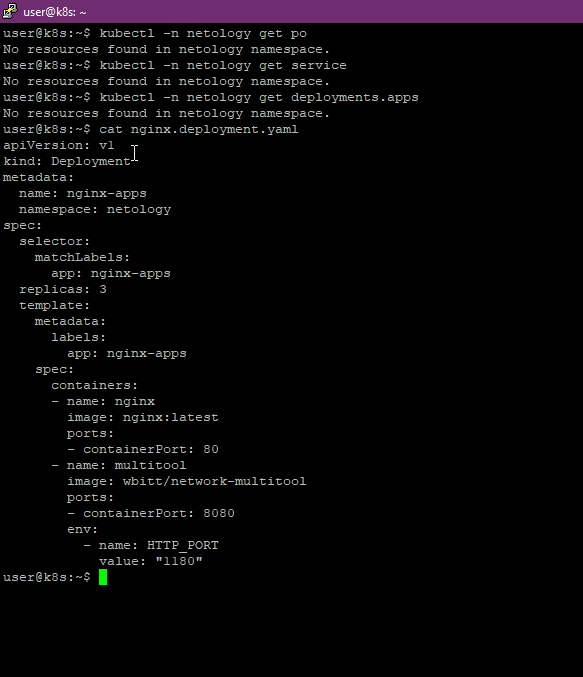 user@k8s: ~
user@k8s:~$ kubectl -n netology get po
No resources found in netology namespace.
user@k8s:~$ kubectl -n netology get service
No resources found in netology namespace.
user@k8s:~$ kubectl -n netology get deployments.apps
No resources found in netology namespace.
user@k8s:~$ cat nginx.deployment.yaml
apiVersion: v1
kind: Deployment
metadata:
  name: nginx-apps
  namespace: netology
spec:
  selector:
    matchLabels:
      app: nginx-apps
  replicas: 3
  template:
    metadata:
      labels:
        app: nginx-apps
    spec:
      containers:
      - name: nginx
        image: nginx:latest
        ports:
        - containerPort: 80
      - name: multitool
        image: wbitt/network-multitool
        ports:
        - containerPort: 8080
        env:
          - name: HTTP_PORT
            value: "1180"
user@k8s:~$